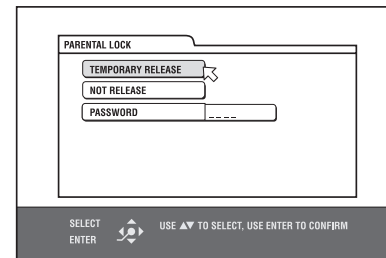 PARENTAL LOCK
TEMPORARY RELEASE
NOT RELEASE
PASSWORD _ _ _ _
SELECT
ENTER
USE ▲▼ TO SELECT, USE ENTER TO CONFIRM